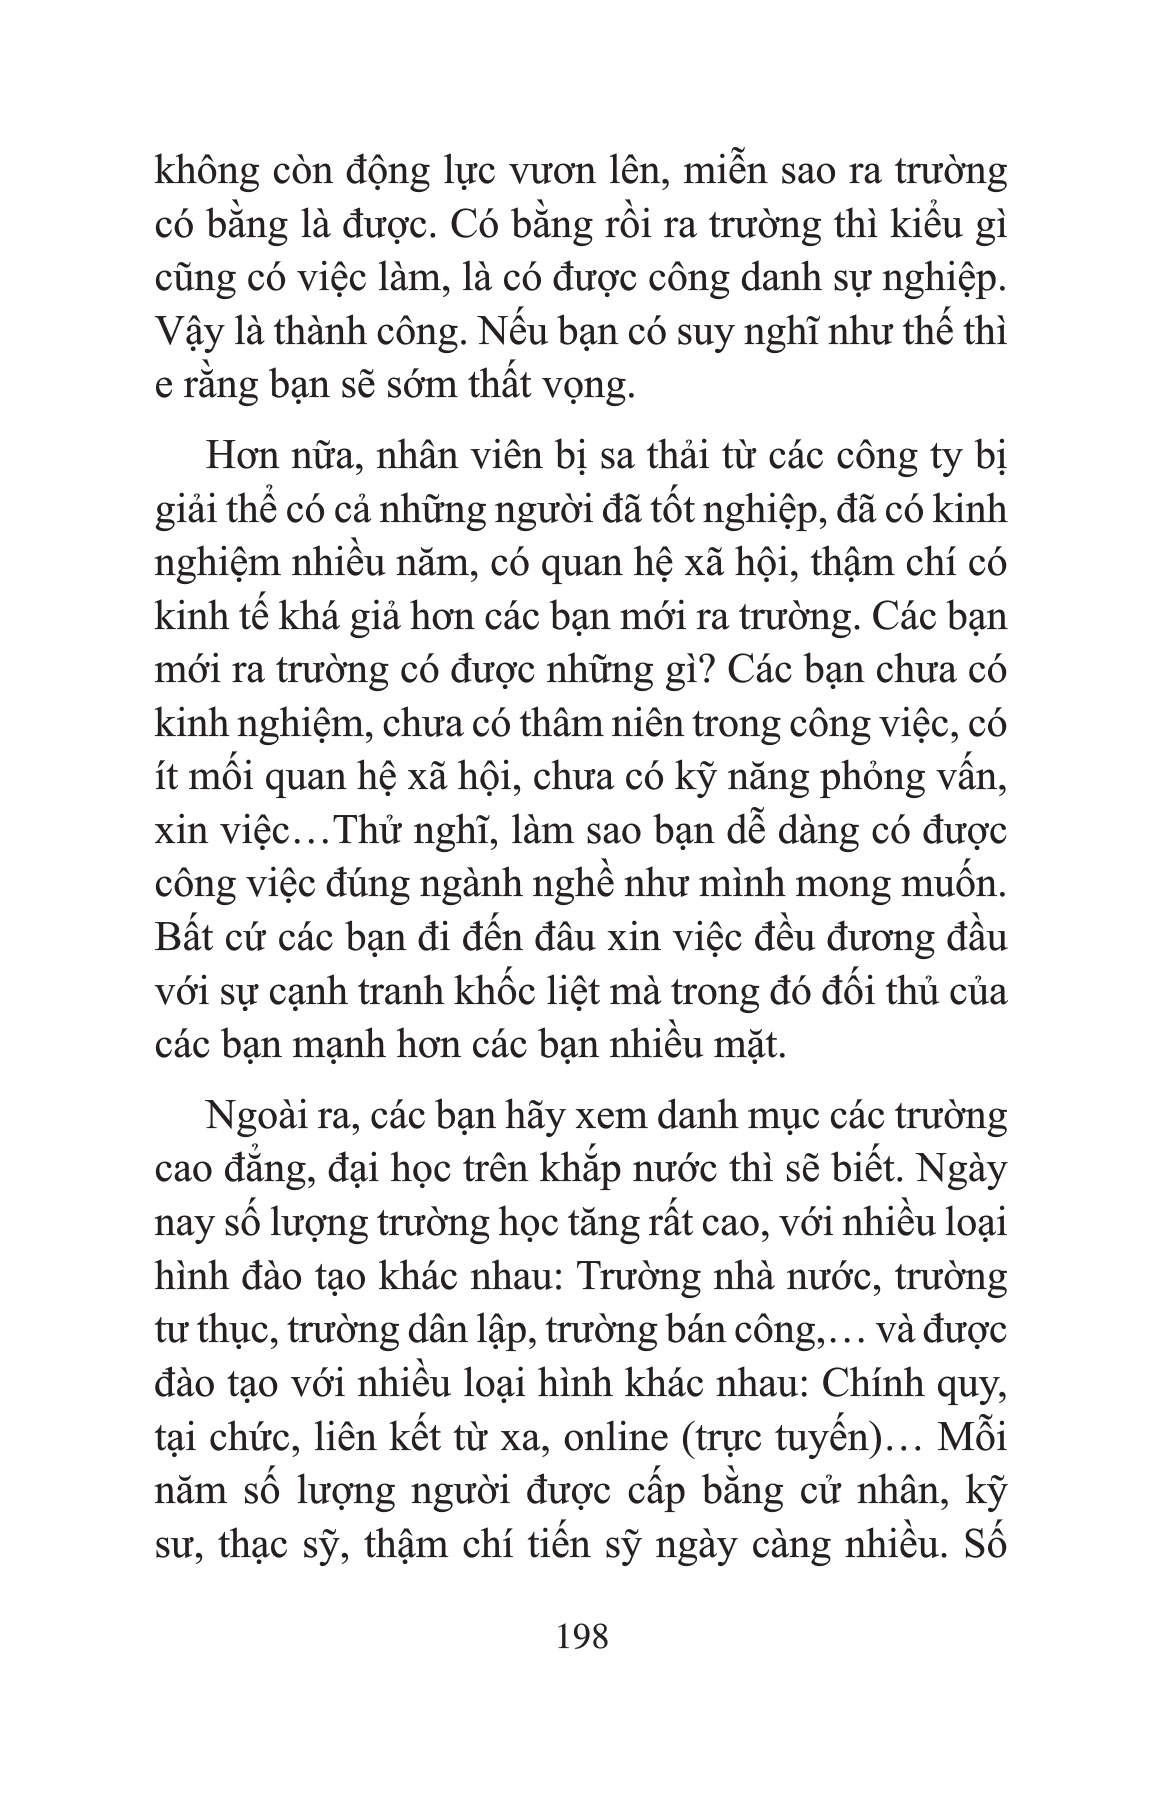 không còn động lực vươn lên, miễn sao ra trường
có bằng là được. Có bằng rồi ra trường thì kiểu gì
cũng có việc làm, là có được công danh sự nghiệp.
Vậy là thành công. Nếu bạn có suy nghĩ như thế thì
e rằng bạn sẽ sớm thất vọng.
Hơn nữa, nhân viên bị sa thải từ các công ty bị
giải thể có cả những người đã tốt nghiệp, đã có kinh
nghiệm nhiều năm, có quan hệ xã hội, thậm chí có
kinh tế khá giả hơn các bạn mới ra trường. Các bạn
mới ra trường có được những gì? Các bạn chưa có
kinh nghiệm, chưa có thâm niên trong công việc, có
ít mối quan hệ xã hội, chưa có kỹ năng phỏng vấn,
xin việc…Thử nghĩ, làm sao bạn dễ dàng có được
công việc đúng ngành nghề như mình mong muốn.
Bất cứ các bạn đi đến đâu xin việc đều đương đầu
với sự cạnh tranh khốc liệt mà trong đó đối thủ của
các bạn mạnh hơn các bạn nhiều mặt.
Ngoài ra, các bạn hãy xem danh mục các trường
cao đẳng, đại học trên khắp nước thì sẽ biết. Ngày
nay số lượng trường học tăng rất cao, với nhiều loại
hình đào tạo khác nhau: Trường nhà nước, trường
tư thục, trường dân lập, trường bán công,… và được
đào tạo với nhiều loại hình khác nhau: Chính quy,
tại chức, liên kết từ xa, online (trực tuyến)… Mỗi
năm số lượng người được cấp bằng cử nhân, kỹ
sư, thạc sỹ, thậm chí tiến sỹ ngày càng nhiều. Số
198